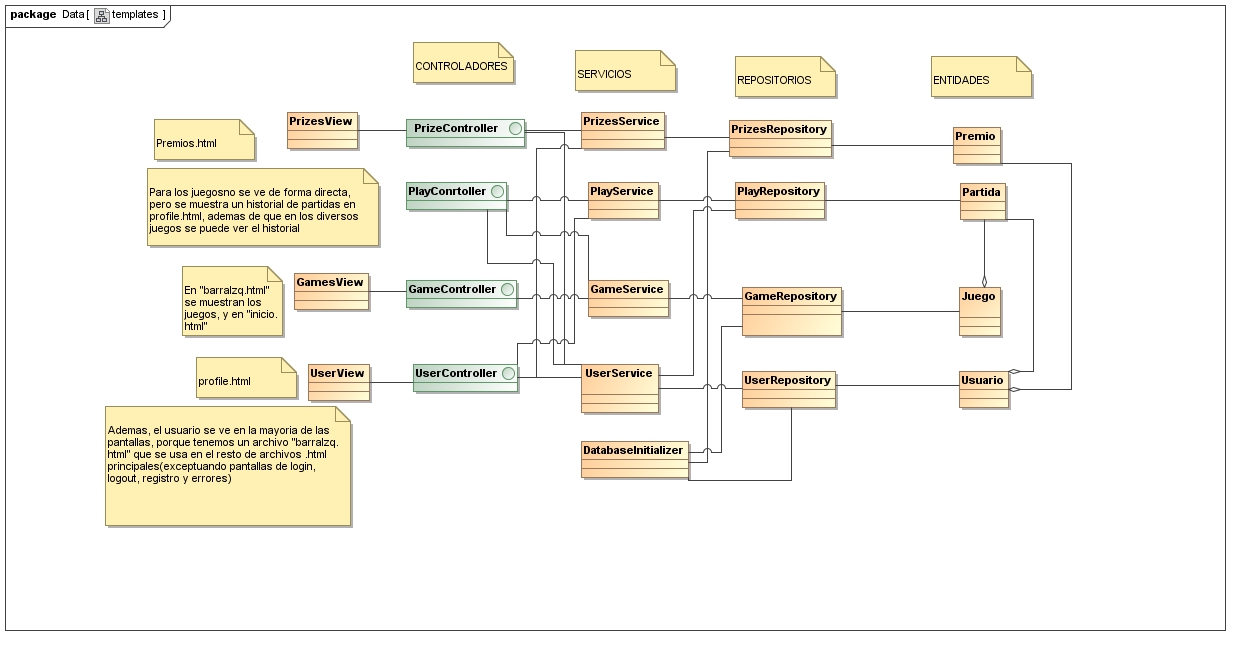 package Data [ templates ]
CONTROLADORES
SERVICIOS
REPOSITORIOS
ENTIDADES
Premios.html
PrizesView
PrizeController
PrizesService
PrizesRepository
Premio
Para los juegosno se ve de forma directa,
pero se muestra un historial de partidas en
profile.html, ademas de que en los diversos
juegos se puede ver el historial
PlayConrtoller
PlayService
PlayRepository
Partida
En "barraIzq.html"
se muestran los
juegos, y en "inicio.
html"
GamesView
GameController
GameService
GameRepository
Juego
profile.html
UserView
UserController
UserService
UserRepository
Usuario
Ademas, el usuario se ve en la mayoria de las
pantallas, porque tenemos un archivo "barraIzq.
html" que se usa en el resto de archivos .html
principales(exceptuando pantallas de login,
logout, registro y errores)
DatabaseInitializer